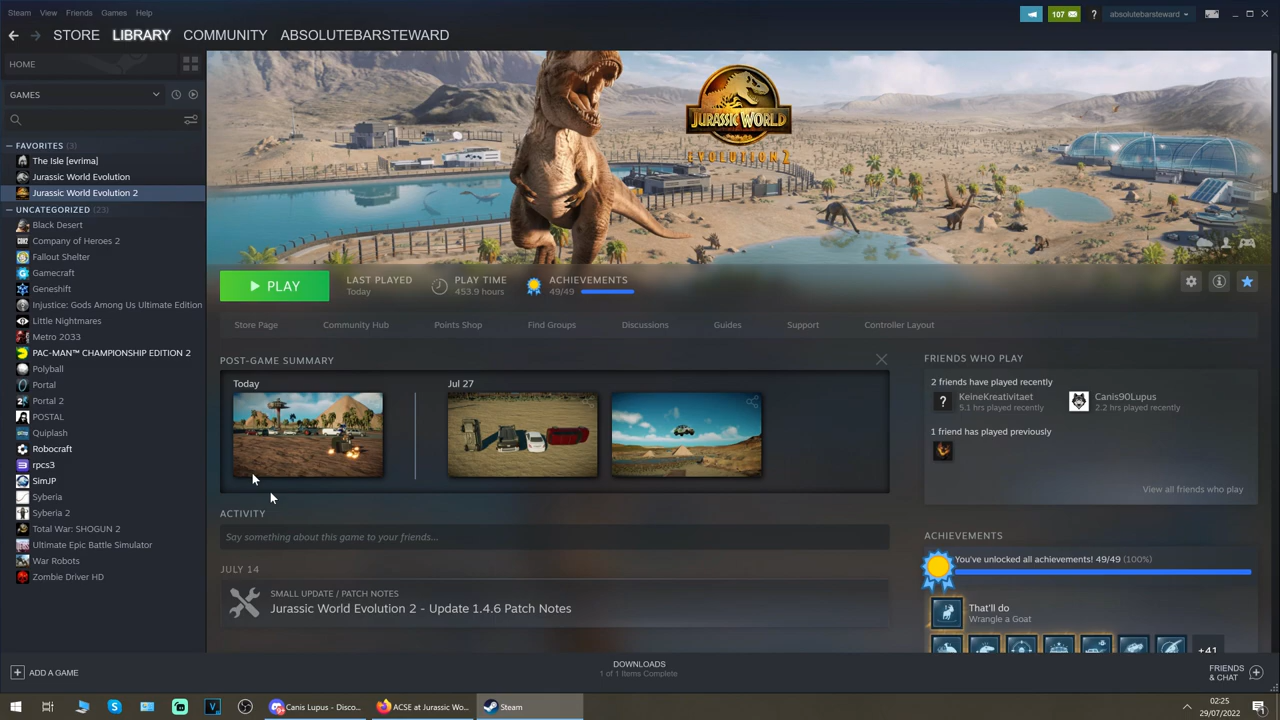 Steam View Friends Games Help
107
absolutebarsteward
STORE LIBRARY COMMUNITY ABSOLUTEBARSTEWARD
HOME
GAMES
FAVORITES (3)
The Isle [evrima]
Jurassic World Evolution
Jurassic World Evolution 2
UNCATEGORIZED (23)
Black Desert
Company of Heroes 2
Fallout Shelter
Gamecraft
Geneshift
Injustice: Gods Among Us Ultimate Edition
Little Nightmares
Metro 2033
PAC-MAN™ CHAMPIONSHIP EDITION 2
Polyball
Portal
Portal 2
POSTAL
Quiplash
Robocraft
rpcs3
SimJP
Syberia
Syberia 2
Total War: SHOGUN 2
Ultimate Epic Battle Simulator
War Robots
Zombie Driver HD
ADD A GAME
JURASSIC WORLD
EVOLUTION 2
PLAY
LAST PLAYED
Today
PLAY TIME
453.9 hours
ACHIEVEMENTS
49/49
Store Page Community Hub Points Shop Find Groups Discussions Guides Support Controller Layout
POST-GAME SUMMARY
Today
Jul 27
ACTIVITY
Say something about this game to your friends...
JULY 14
SMALL UPDATE / PATCH NOTES
Jurassic World Evolution 2 - Update 1.4.6 Patch Notes
FRIENDS WHO PLAY
2 friends have played recently
KeineKreativitaet
5.1 hrs played recently
Canis90Lupus
2.2 hrs played recently
1 friend has played previously
View all friends who play
ACHIEVEMENTS
You've unlocked all achievements! 49/49 (100%)
That'll do
Wrangle a Goat
+41
DOWNLOADS
1 of 1 Items Complete
FRIENDS
& CHAT
Canis Lupus - Disco...
ACSE at Jurassic Wo...
Steam
02:25
29/07/2022